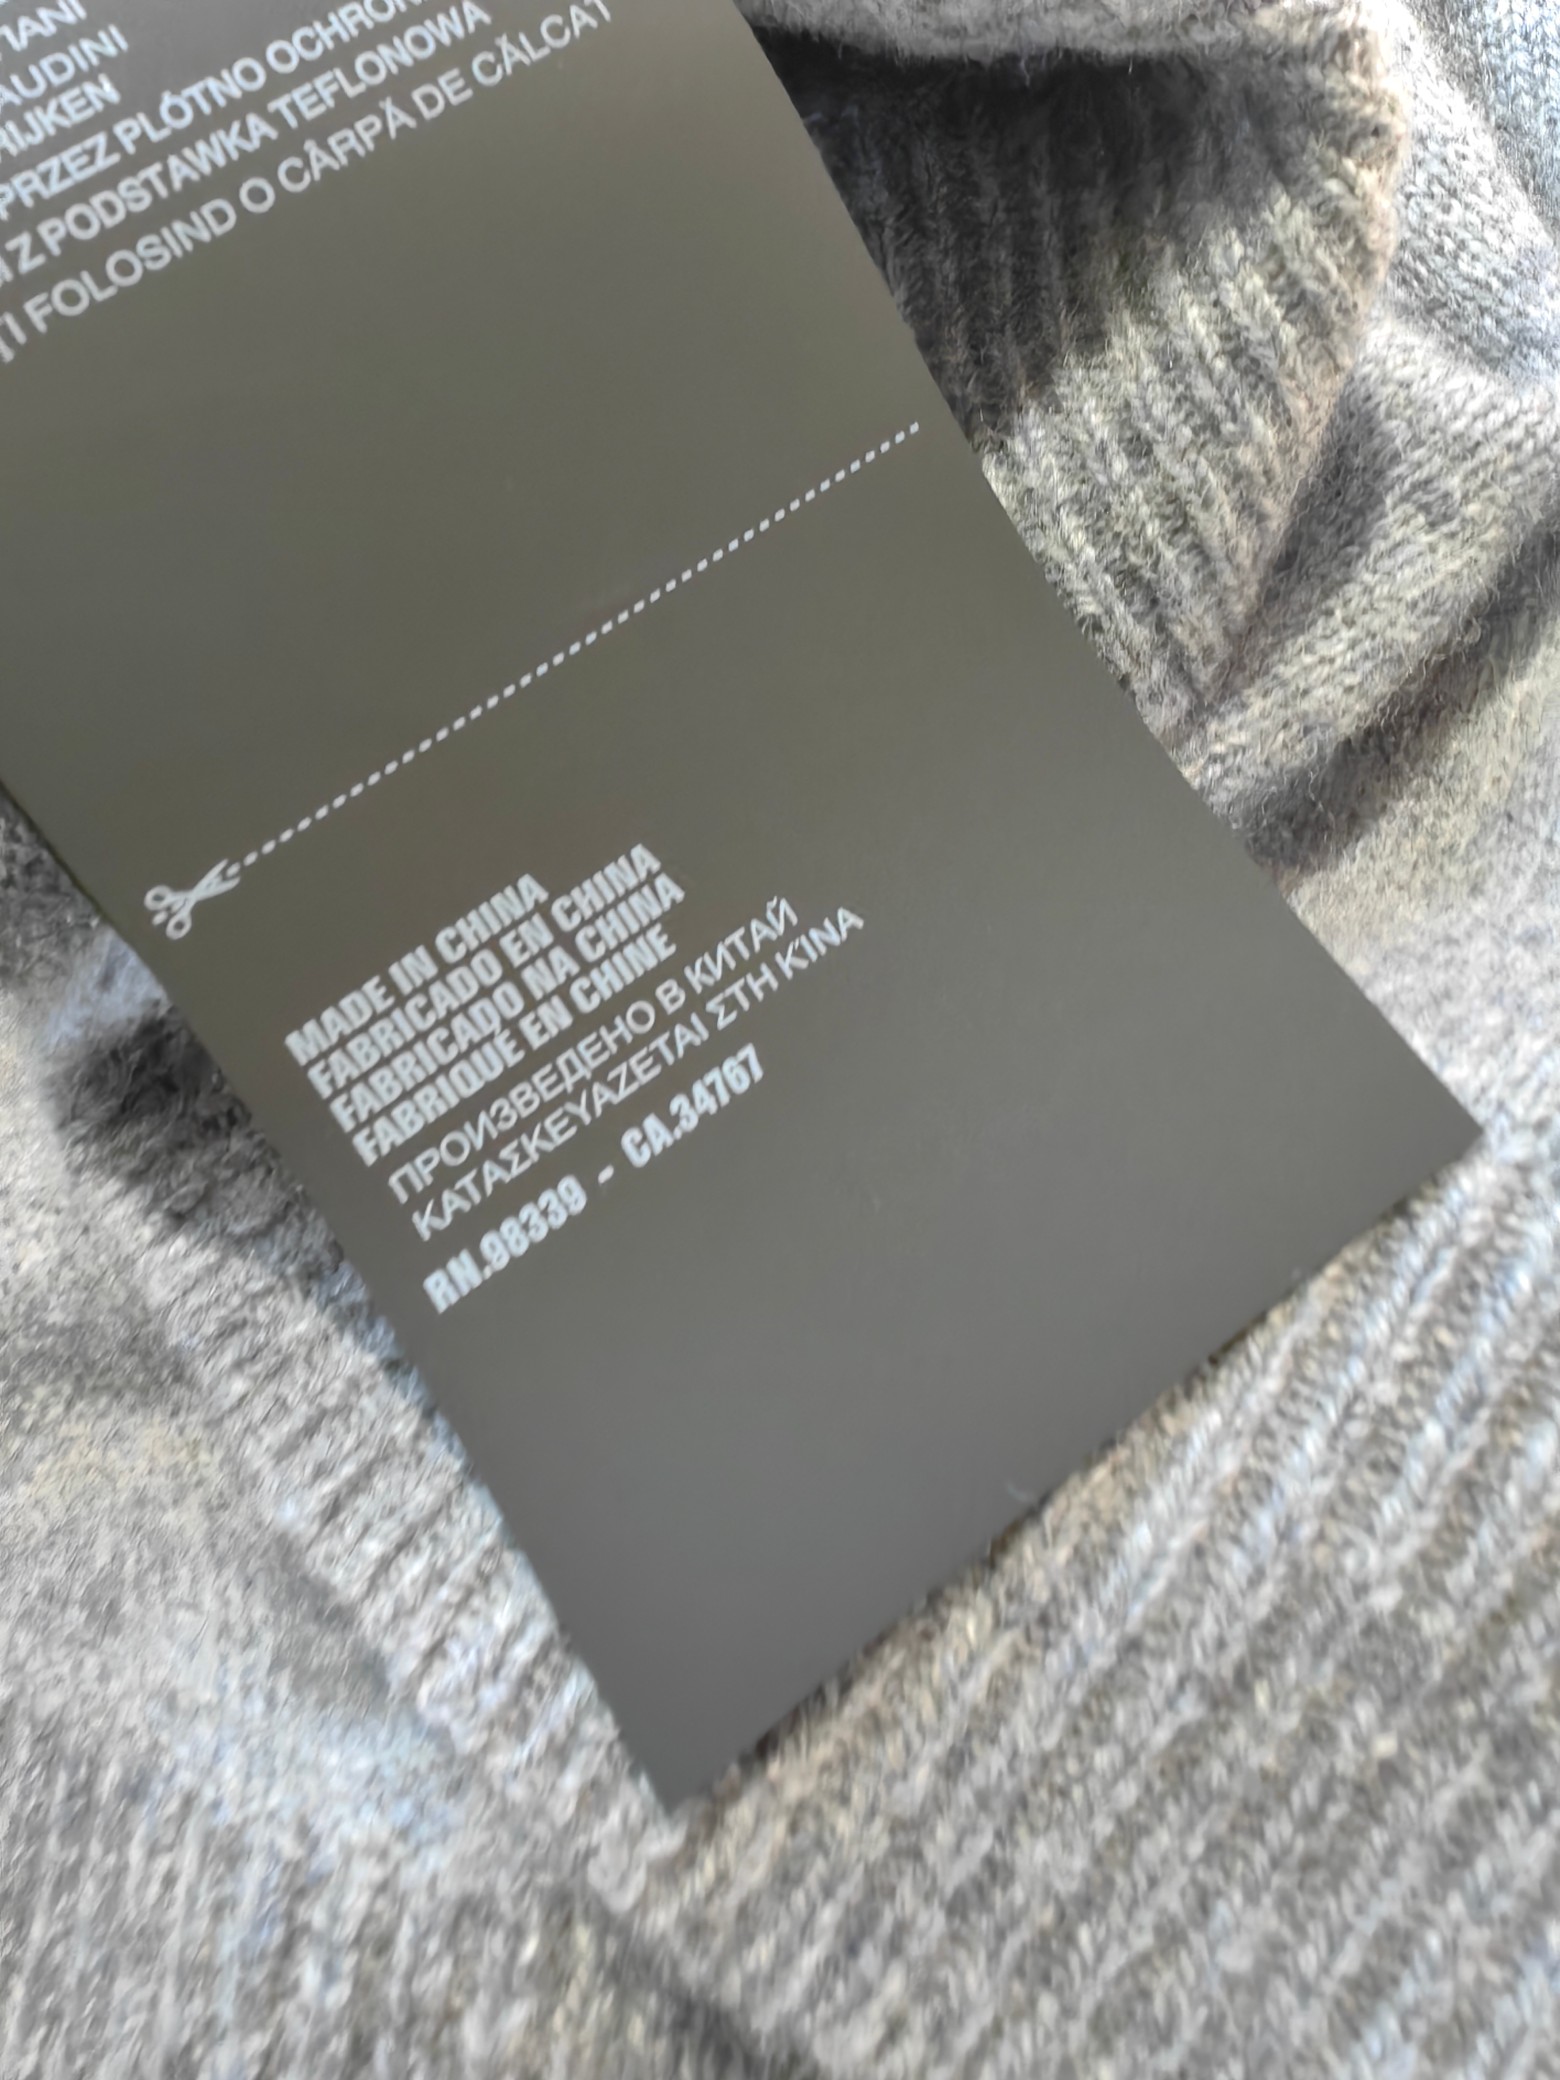 AUDINI
RIJKEN
PRZEZ PŁÓTNO
Z PODSTAWKA TEFLONOWA
FOLOSIND O CÂRPĂ DE CĂLCAT
MADE IN CHINA
FABRICADO EN CHINA
FABRICADO NA CHINA
FABRIQUÉ EN CHINE
ПРОИЗВЕДЕНО В КИТАЙ
ΚΑΤΑΣΚΕΥΑΖΕΤΑΙ ΣΤΗ ΚΊΝΑ
RN.98339 - CA.34767